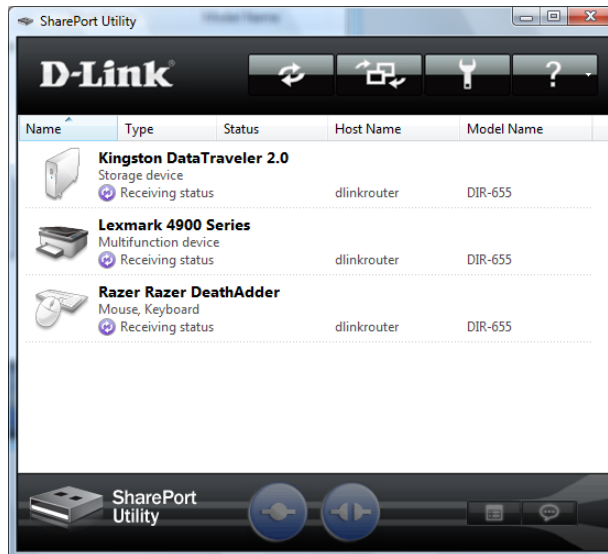 SharePort Utility
D-Link
?
Name Type Status Host Name Model Name
Kingston DataTraveler 2.0
Storage device
Receiving status dlinkrouter DIR-655
Lexmark 4900 Series
Multifunction device
Receiving status dlinkrouter DIR-655
Razer Razer DeathAdder
Mouse, Keyboard
Receiving status dlinkrouter DIR-655
SharePort
Utility